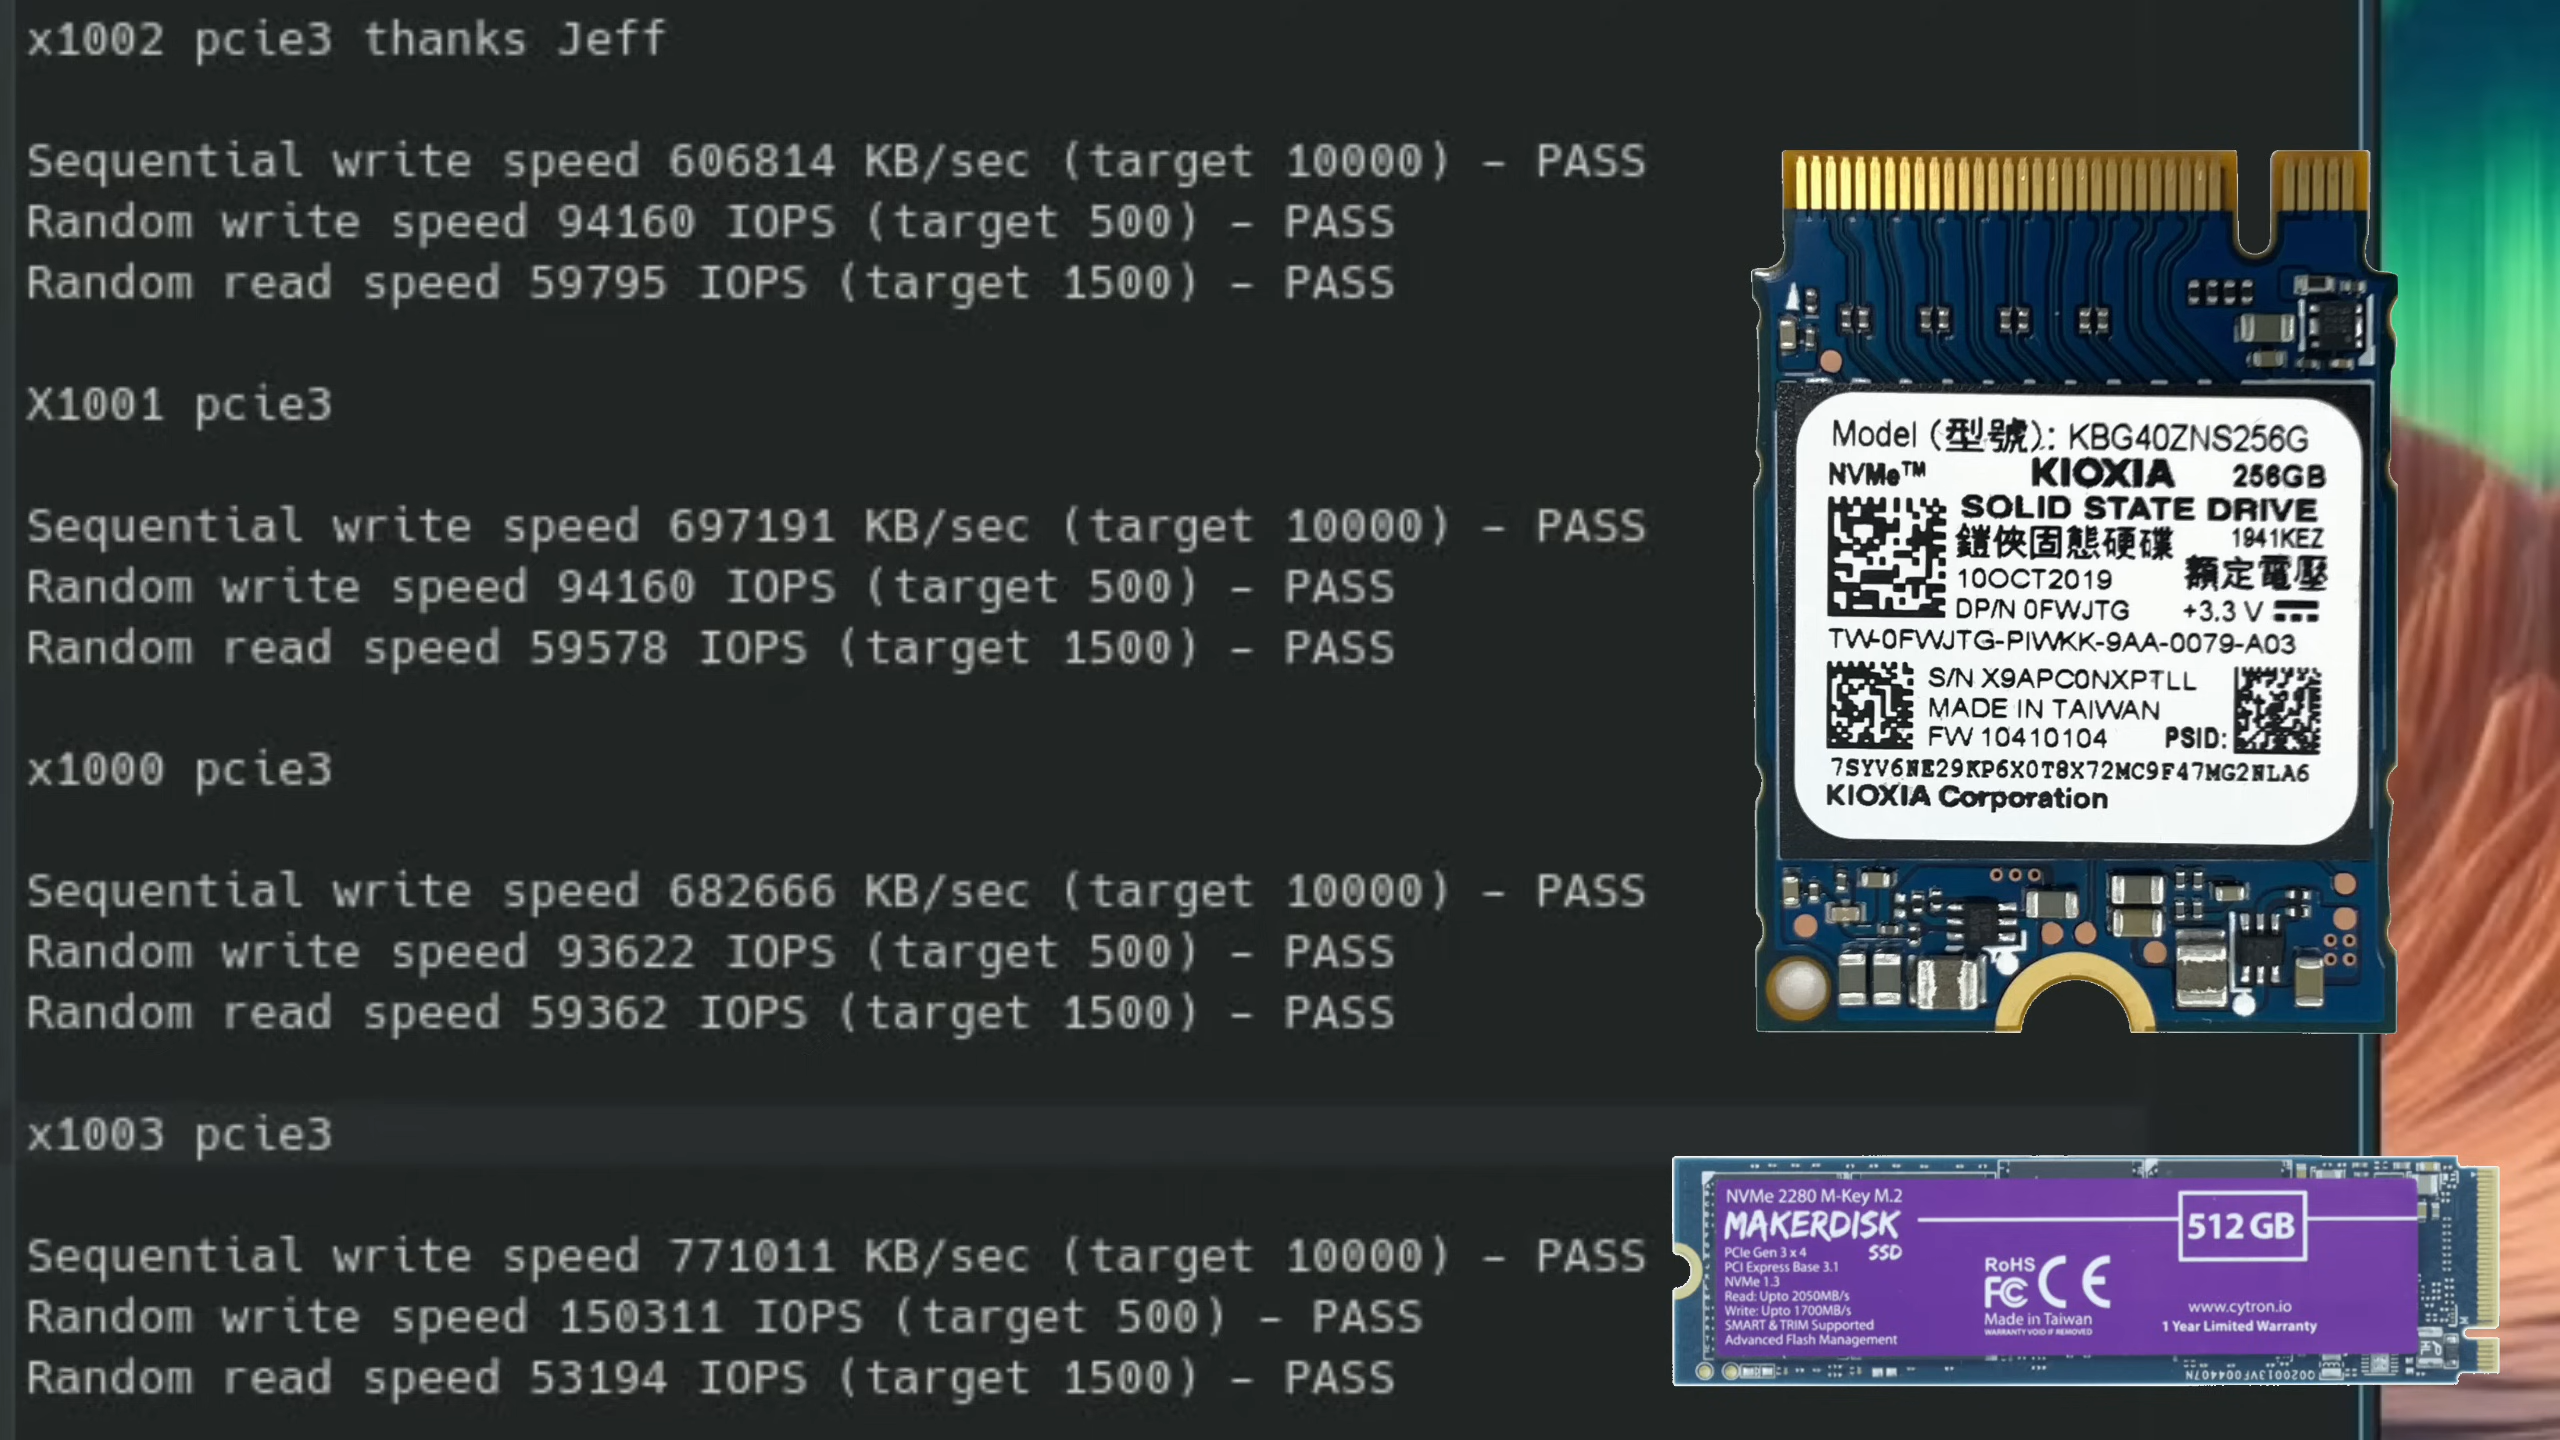 x1002 pcie3 thanks Jeff
Sequential write speed 606814 KB/sec (target 10000) - PASS
Random write speed 94160 IOPS (target 500) - PASS
Random read speed 59795 IOPS (target 1500) - PASS
X1001 pcie3
Sequential write speed 697191 KB/sec (target 10000) - PASS
Random write speed 94160 IOPS (target 500) - PASS
Random read speed 59578 IOPS (target 1500) - PASS
x1000 pcie3
Sequential write speed 682666 KB/sec (target 10000) - PASS
Random write speed 93622 IOPS (target 500) - PASS
Random read speed 59362 IOPS (target 1500) - PASS
x1003 pcie3
Sequential write speed 771011 KB/sec (target 10000) - PASS
Random write speed 150311 IOPS (target 500) - PASS
Random read speed 53194 IOPS (target 1500) - PASS
Model (型號): KBG40ZNS256G
NVMe™ KIOXIA 256GB
SOLID STATE DRIVE
鎧俠固態硬碟 1941KEZ
10OCT2019 額定電壓
DP/N 0FWJTG +3.3 V
TW-0FWJTG-PIWKK-9AA-0079-A03
S/N X9APC0NXPTLL
MADE IN TAIWAN
FW 10410104 PSID:
7SYV6NE29KP6X0T8X72MC9F47MG2NLA6
KIOXIA Corporation
NVMe 2280 M-Key M.2
MAKERDISK
SSD
512 GB
PCIe Gen 3 x 4
PCI Express Base 3.1
NVMe 1.3
Read: Upto 2050MB/s
Write: Upto 1700MB/s
SMART & TRIM Supported
Advanced Flash Management
RoHS
FC CE
Made in Taiwan
WARRANTY VOID IF REMOVED
www.cytron.io
1 Year Limited Warranty